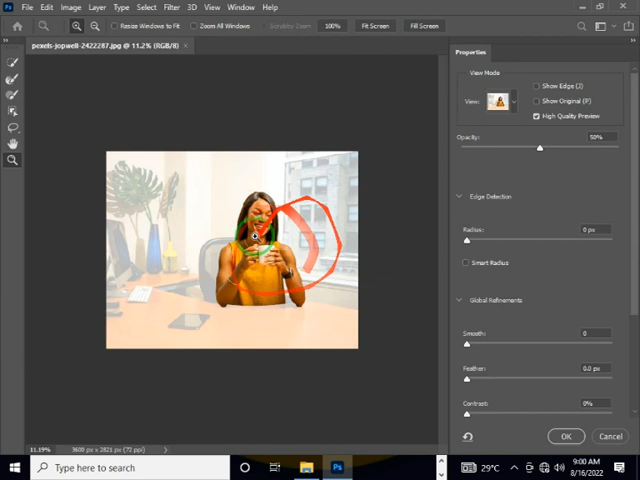 Ps File Edit Image Layer Type Select Filter 3D View Window Help
Resize Windows to Fit Zoom All Windows Scrubby Zoom 100% Fit Screen Fill Screen
pexels-jopwell-2422287.jpg @ 11.2% (RGB/8) ×
Properties
View Mode
View:
Show Edge (J)
Show Original (P)
High Quality Preview
Opacity: 50%
Edge Detection
Radius: 0 px
Smart Radius
Global Refinements
Smooth: 0
Feather: 0.0 px
Contrast: 0%
OK Cancel
11.19% 3600 px x 2821 px (72 ppi)
Type here to search
Ps
29°C
9:00 AM
8/16/2022